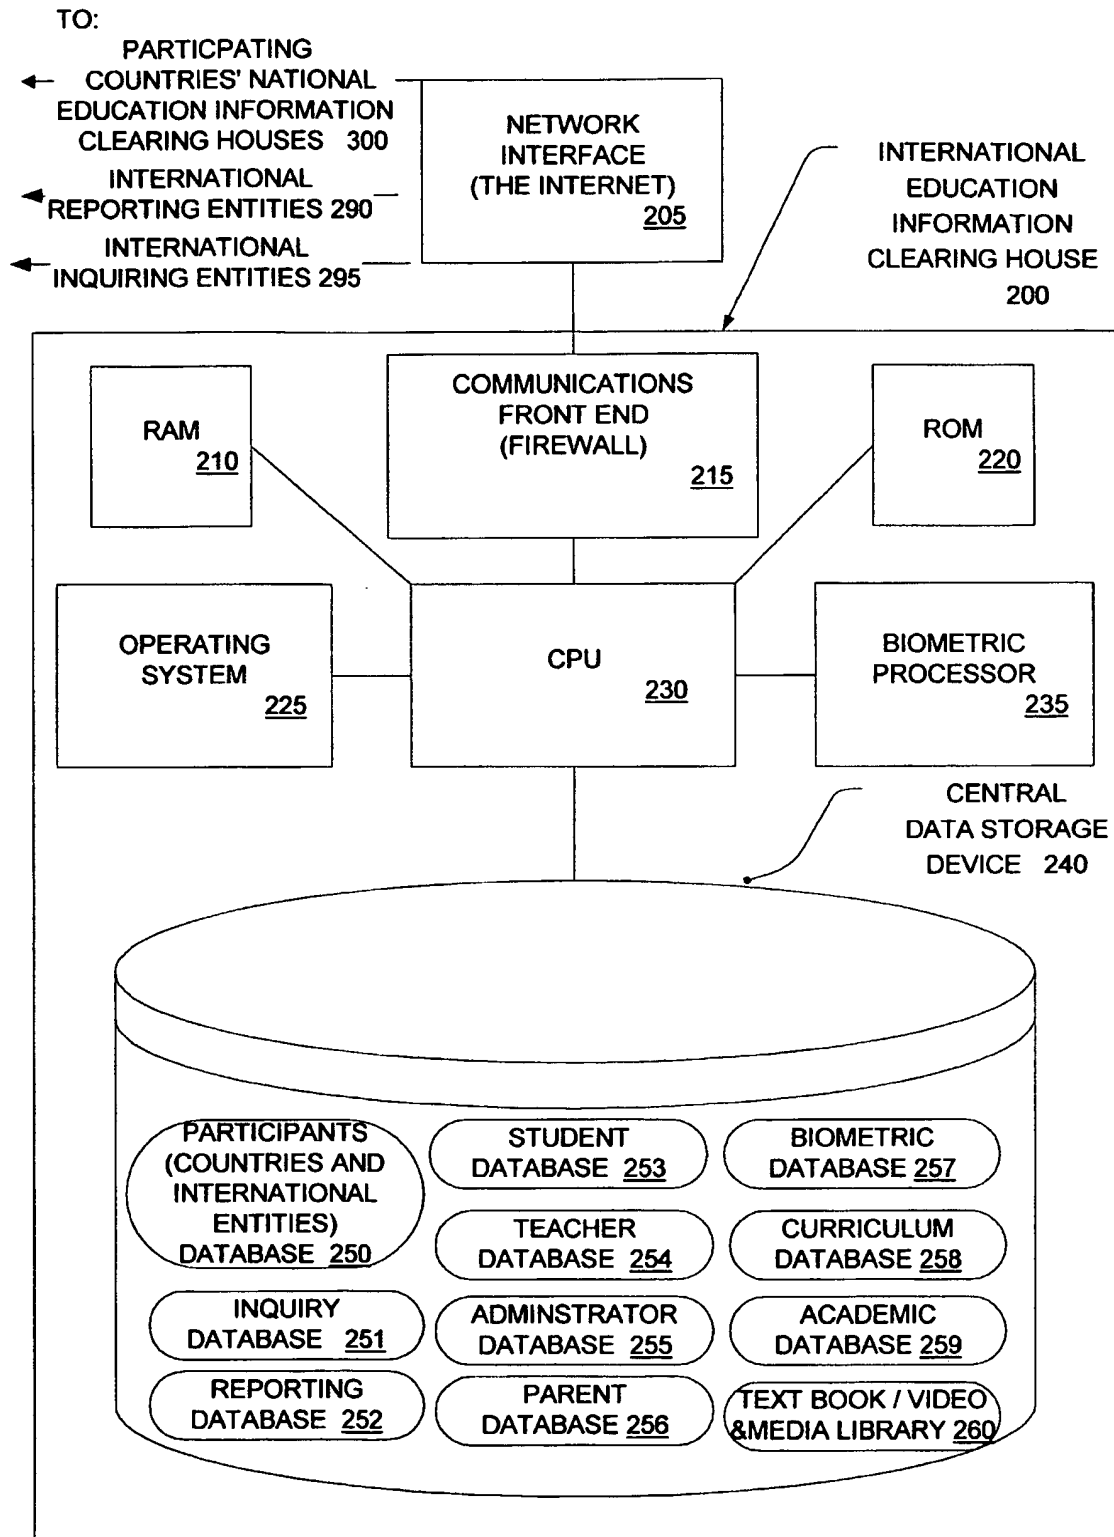 TO:
PARTICPATING
COUNTRIES' NATIONAL
EDUCATION INFORMATION
CLEARING HOUSES 300
INTERNATIONAL
REPORTING ENTITIES 290
INTERNATIONAL
INQUIRING ENTITIES 295
NETWORK
INTERFACE
(THE INTERNET)
205
INTERNATIONAL
EDUCATION
INFORMATION
CLEARING HOUSE
200
RAM
210
COMMUNICATIONS
FRONT END
(FIREWALL)
215
ROM
220
OPERATING
SYSTEM
225
CPU
230
BIOMETRIC
PROCESSOR
235
CENTRAL
DATA STORAGE
DEVICE 240
PARTICIPANTS
(COUNTRIES AND
INTERNATIONAL
ENTITIES)
DATABASE 250
INQUIRY
DATABASE 251
REPORTING
DATABASE 252
STUDENT
DATABASE 253
TEACHER
DATABASE 254
ADMINSTRATOR
DATABASE 255
PARENT
DATABASE 256
BIOMETRIC
DATABASE 257
CURRICULUM
DATABASE 258
ACADEMIC
DATABASE 259
TEXT BOOK / VIDEO
&MEDIA LIBRARY 260